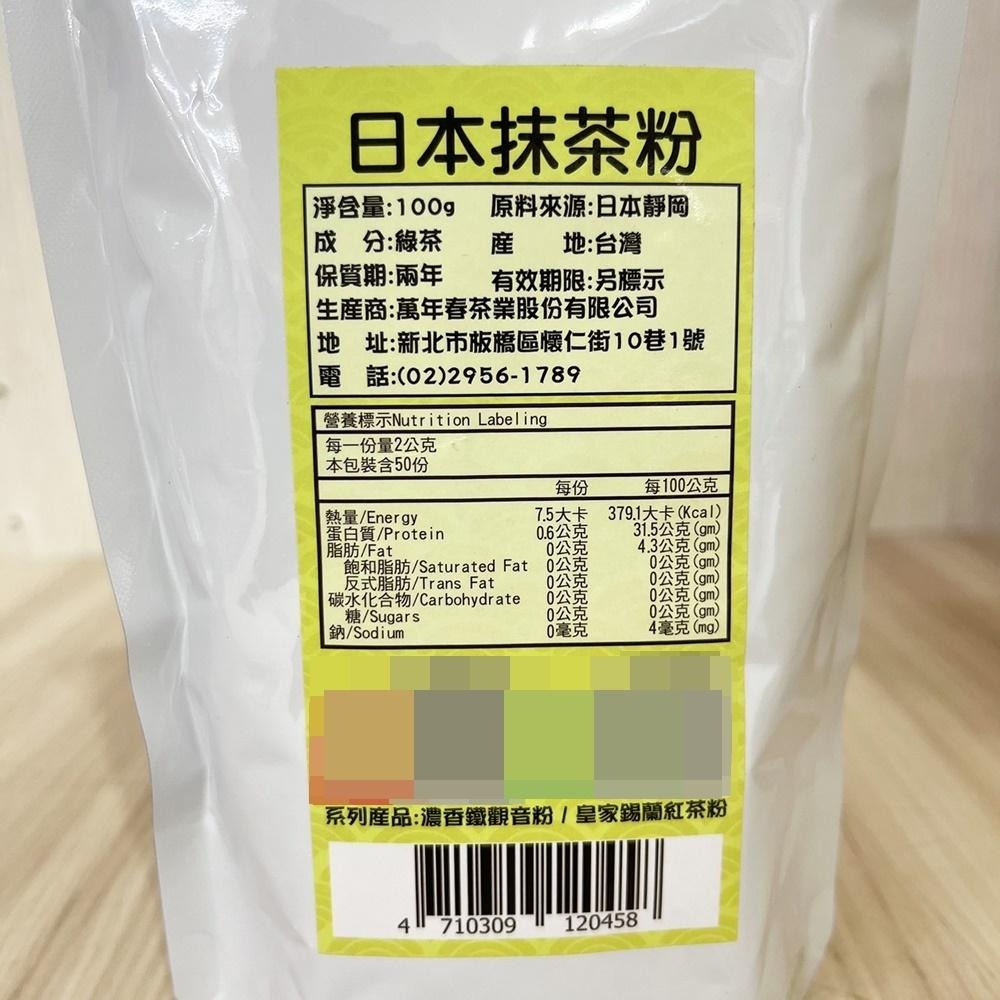 日本抹茶粉
淨含量:100g 原料來源:日本靜岡
成 分:綠茶 産 地:台灣
保質期:兩年 有效期限:另標示
生産商:萬年春茶業股份有限公司
地 址:新北市板橋區懷仁街10巷1號
電 話:(02)2956-1789
營養標示Nutrition Labeling
每一份量2公克
本包裝含50份
每份 每100公克
熱量/Energy 7.5大卡 379.1大卡(Kcal)
蛋白質/Protein 0.6公克 31.5公克(gm)
脂肪/Fat 0公克 4.3公克(gm)
飽和脂肪/Saturated Fat 0公克 0公克(gm)
反式脂肪/Trans Fat 0公克 0公克(gm)
碳水化合物/Carbohydrate 0公克 0公克(gm)
糖/Sugars 0公克 0公克(gm)
鈉/Sodium 0毫克 4毫克(mg)
系列産品:濃香鐵觀音粉 / 皇家錫蘭紅茶粉
4 710309 120458